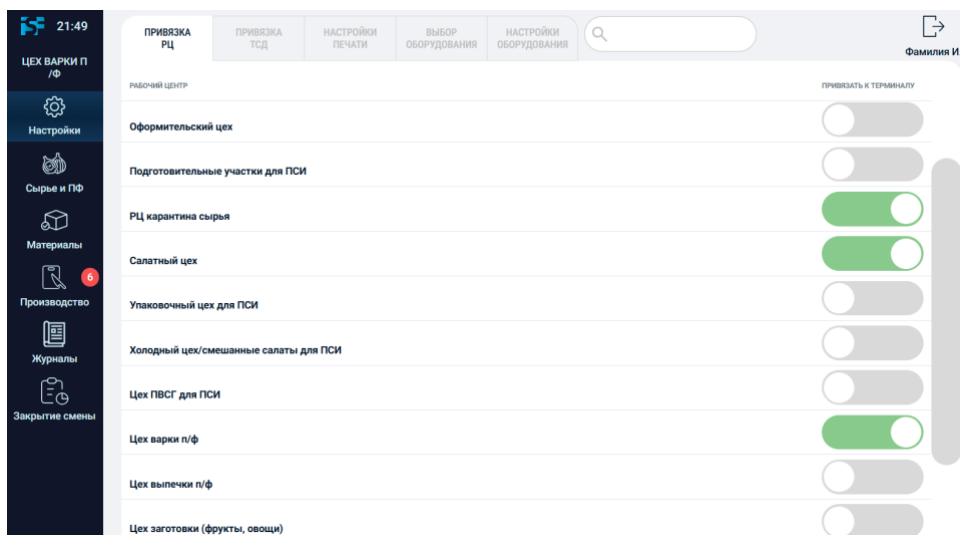 21:49
ЦЕХ ВАРКИ П
/Ф
Настройки
Сырье и ПФ
Материалы
6
Производство
Журналы
Закрытие смены
ПРИВЯЗКА
РЦ
ПРИВЯЗКА
ТСД
НАСТРОЙКИ
ПЕЧАТИ
ВЫБОР
ОБОРУДОВАНИЯ
НАСТРОЙКИ
ОБОРУДОВАНИЯ
Фамилия И
РАБОЧИЙ ЦЕНТР
ПРИВЯЗАТЬ К ТЕРМИНАЛУ
Оформительский цех
Подготовительные участки для ПСИ
РЦ карантина сырья
Салатный цех
Упаковочный цех для ПСИ
Холодный цех/смешанные салаты для ПСИ
Цех ПВСГ для ПСИ
Цех варки п/ф
Цех выпечки п/ф
Цех заготовки (фрукты, овощи)